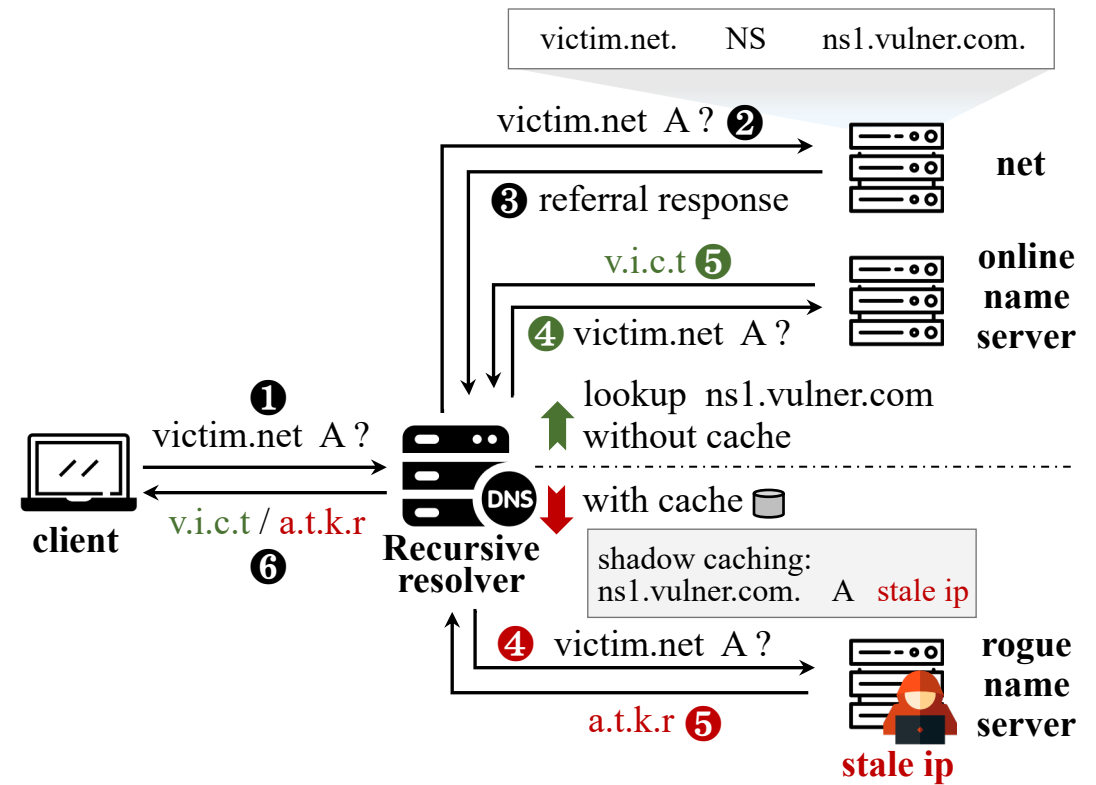 victim.net. NS ns1.vulner.com.
victim.net A ? ❷
❸ referral response
net
v.i.c.t ❺
❹ victim.net A ?
online
name
server
❶
victim.net A ?
lookup ns1.vulner.com
without cache
DNS
with cache
v.i.c.t / a.t.k.r
❻
client
Recursive
resolver
shadow caching:
ns1.vulner.com. A stale ip
❹ victim.net A ?
a.t.k.r ❺
rogue
name
server
stale ip